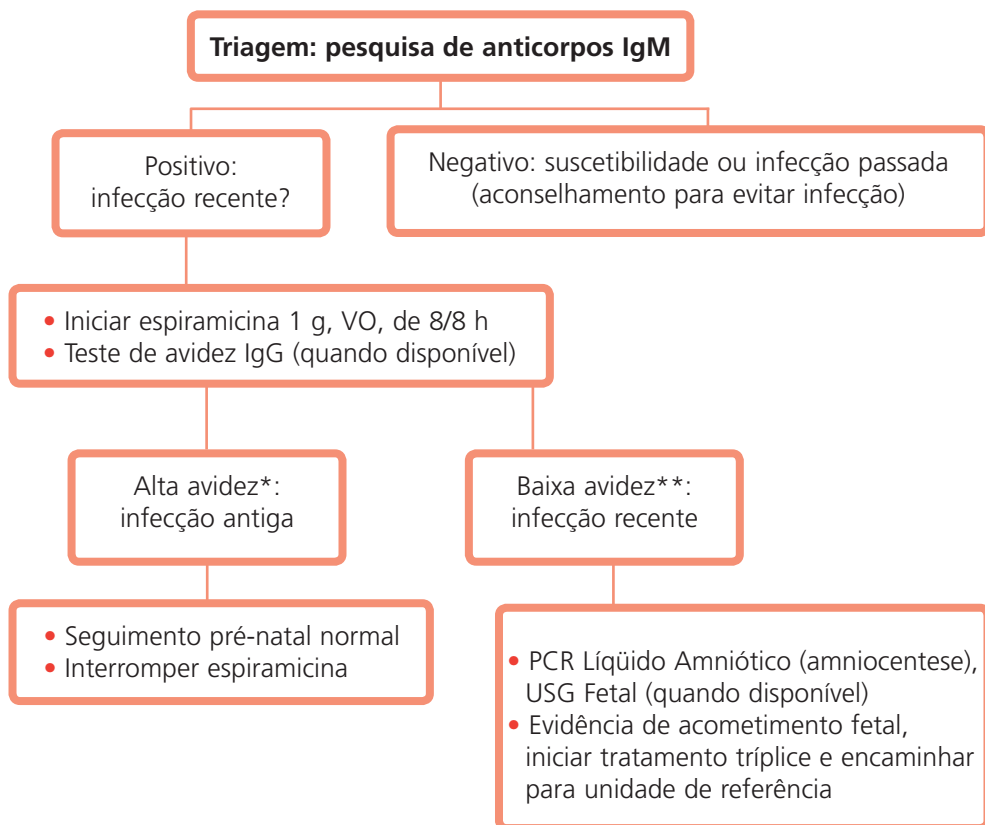 Triagem: pesquisa de anticorpos IgM
Positivo:
infecção recente?
Negativo: suscetibilidade ou infecção passada
(aconselhamento para evitar infecção)
• Iniciar espiramicina 1 g, VO, de 8/8 h
• Teste de avidez IgG (quando disponível)
Alta avidez*:
infecção antiga
Baixa avidez**:
infecção recente
• Seguimento pré-natal normal
• Interromper espiramicina
• PCR Líqüido Amniótico (amniocentese),
USG Fetal (quando disponível)
• Evidência de acometimento fetal,
iniciar tratamento tríplice e encaminhar
para unidade de referência